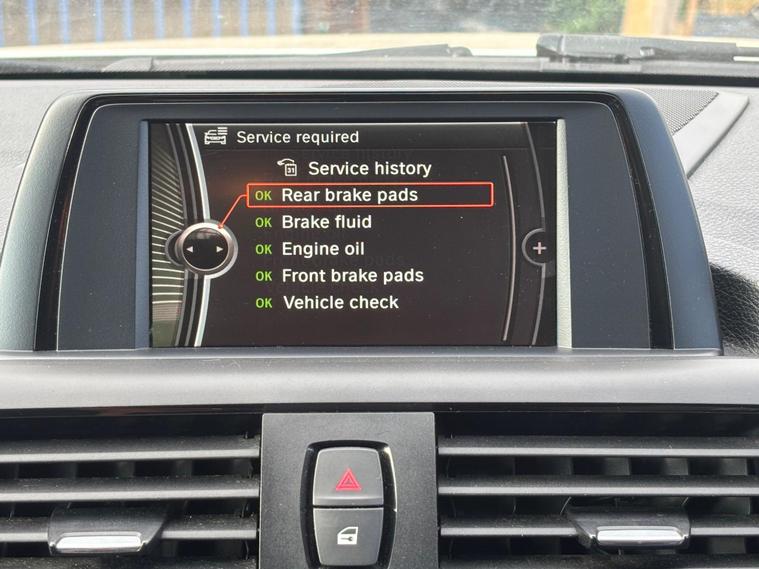 Service required
31 Service history
OK Rear brake pads
OK Brake fluid
OK Engine oil
OK Front brake pads
OK Vehicle check